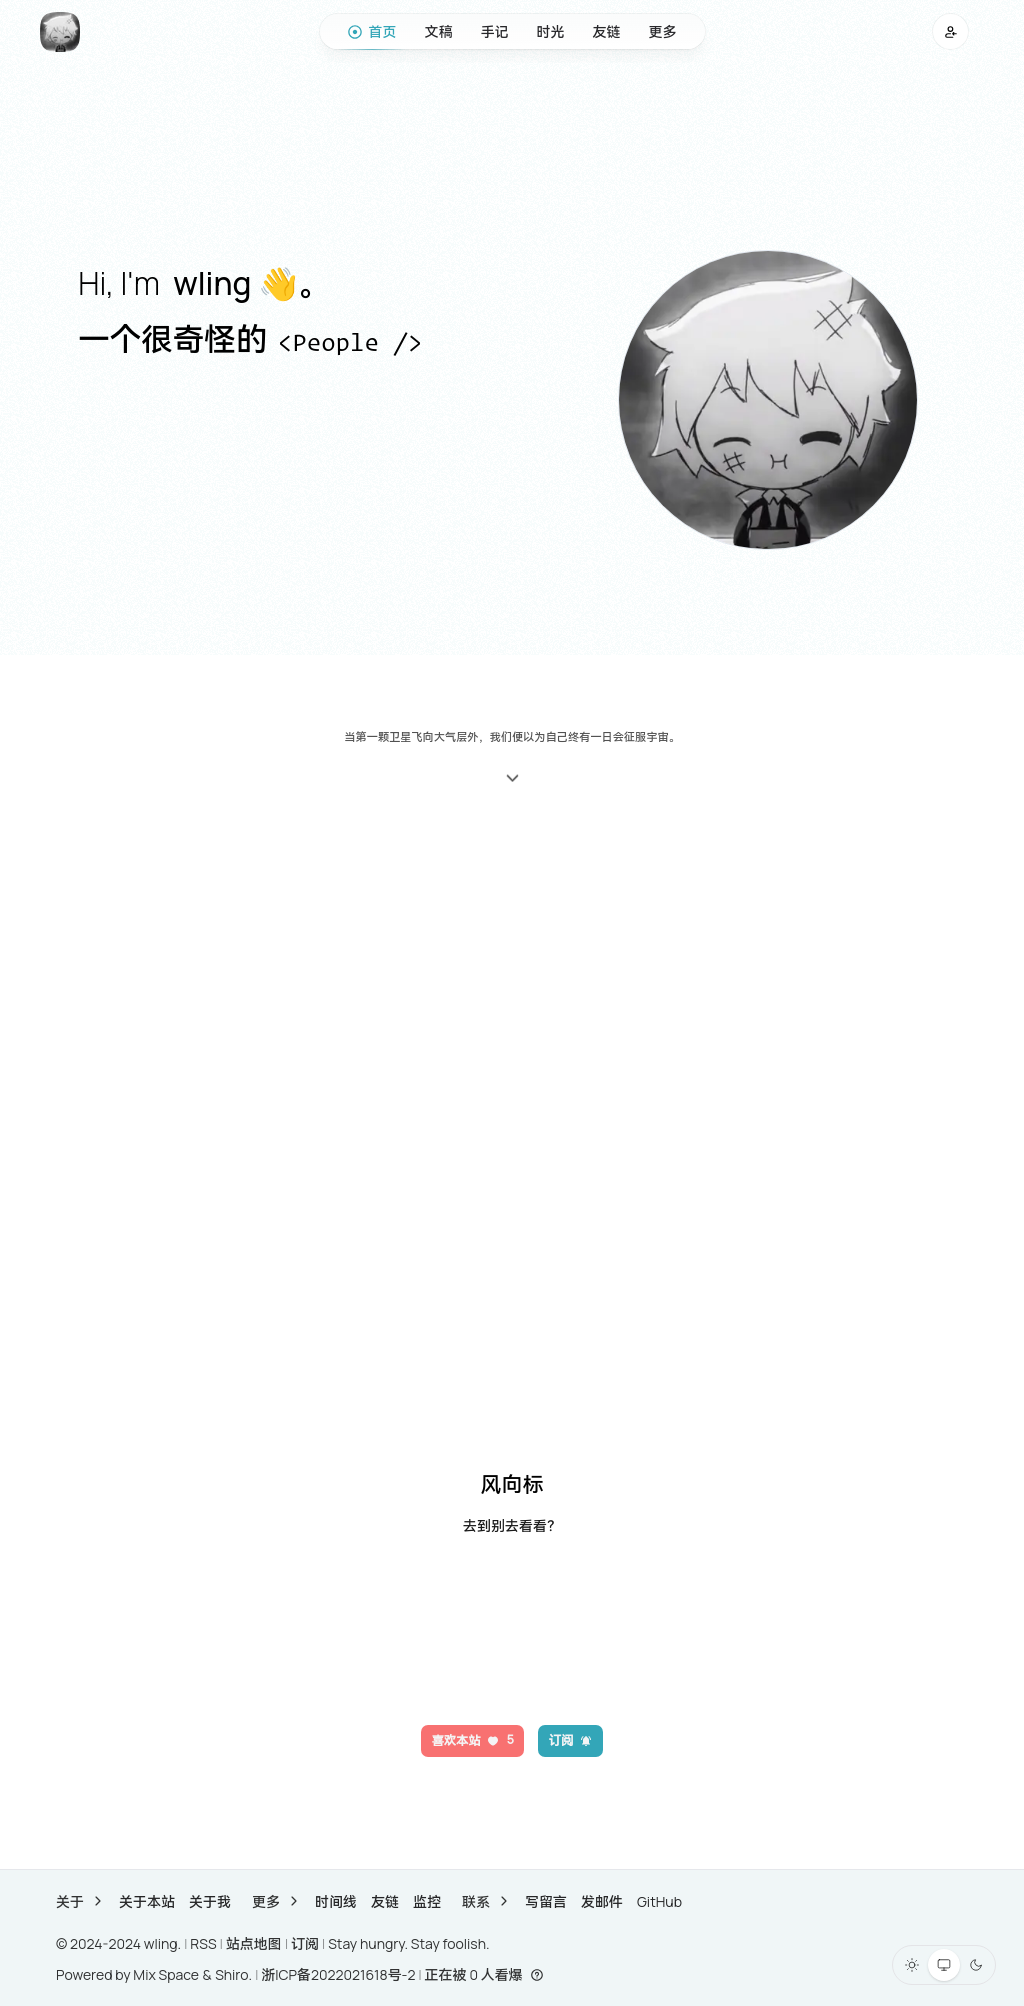 首页 文稿 手记 时光 友链 更多
Hi, I'm wling 👋。
一个很奇怪的 <People />
当第一颗卫星飞向大气层外，我们便以为自己终有一日会征服宇宙。
风向标
去到别去看看？
喜欢本站 5 订阅
关于 关于本站 关于我 更多 时间线 友链 监控 联系 写留言 发邮件 GitHub
© 2024-2024 wling. | RSS | 站点地图 | 订阅 | Stay hungry. Stay foolish.
Powered by Mix Space & Shiro. | 浙ICP备2022021618号-2 | 正在被 0 人看爆